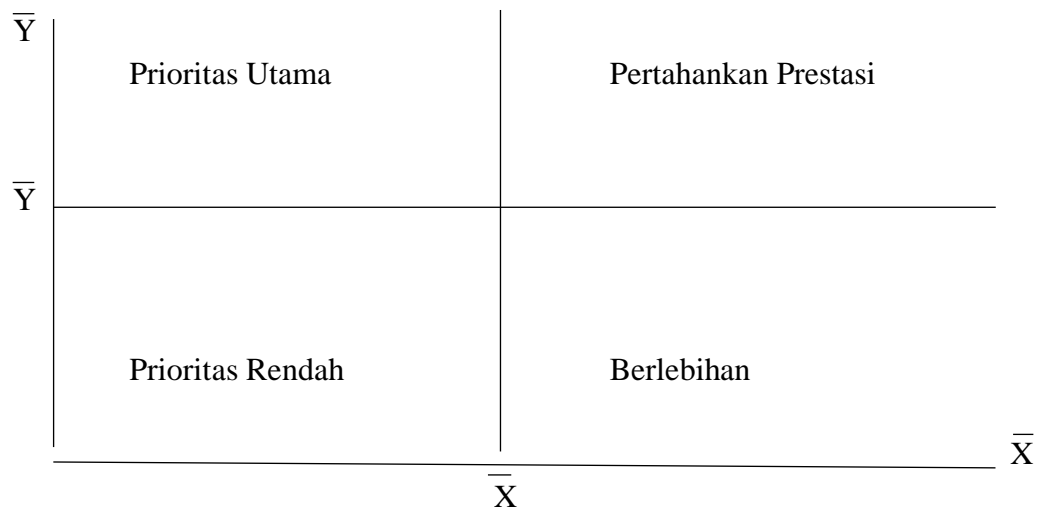 Y̅
Prioritas Utama Pertahankan Prestasi
Y̅
Prioritas Rendah Berlebihan
X̅
X̅